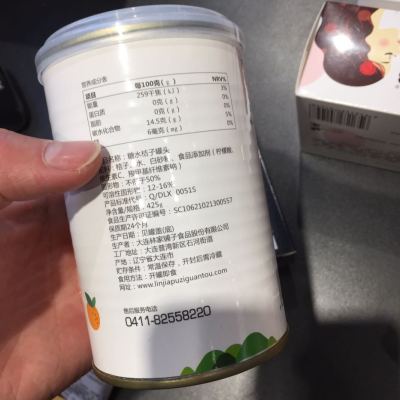 营养成分表
项目 每100克(g) NRV%
能量 259千焦(kJ) 3%
蛋白质 0克(g) 0%
脂肪 0克(g) 0%
碳水化合物 14.5克(g) 5%
6毫克(mg) 0%
品名称:糖水桔子罐头
料:桔子、水、白砂糖、食品添加剂(柠檬酸、
维生素C、羧甲基纤维素钠)
固形物:不低于50%
可溶性固形物:12-16%
产品标准代号:Q/DLX 0051S
净含量/规格:425g
食品生产许可证编号:SC10621021300557
保质期24个月
生产日期:见罐盖(底)
生产者:大连林家铺子食品股份有限公司
工厂地址:大连普湾新区石河街道
产地:辽宁省大连市
贮存条件:常温保存,开封后需冷藏
食用方法:开罐即食
网址:www.linjiapuziguantou.com
售后服务电话
0411-82558220